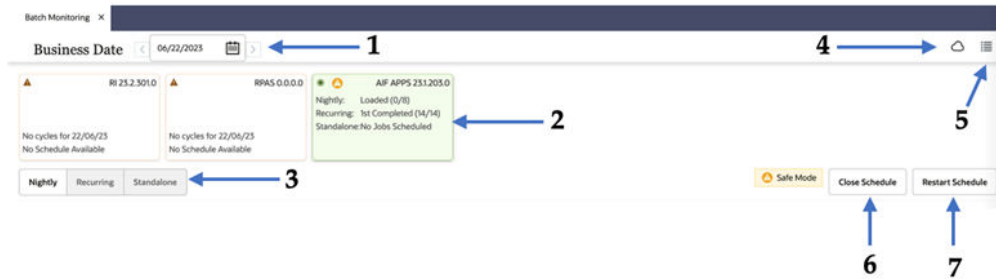 Batch Monitoring X
Business Date 06/22/2023 1 4
RI 23.2.301.0
No cycles for 22/06/23
No Schedule Available
RPAS 0.0.0.0
No cycles for 22/06/23
No Schedule Available
AIF APPS 23.1.203.0
Nightly: Loaded (0/8)
Recurring: 1st Completed (14/14)
Standalone: No Jobs Scheduled
2
5
Nightly Recurring Standalone 3 Safe Mode Close Schedule Restart Schedule
6 7